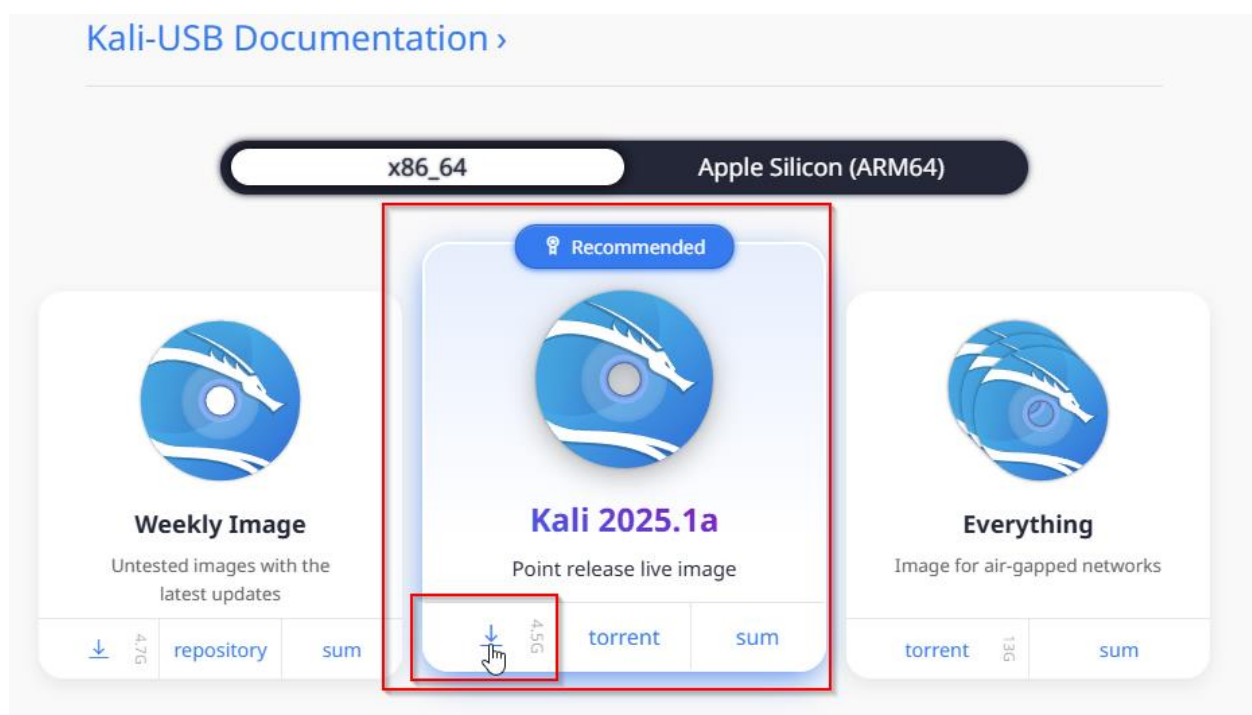 Kali-USB Documentation ›
x86_64
Apple Silicon (ARM64)
Recommended
Weekly Image
Untested images with the
latest updates
4.7G
repository
sum
Kali 2025.1a
Point release live image
4.5G
torrent
sum
Everything
Image for air-gapped networks
torrent
13G
sum